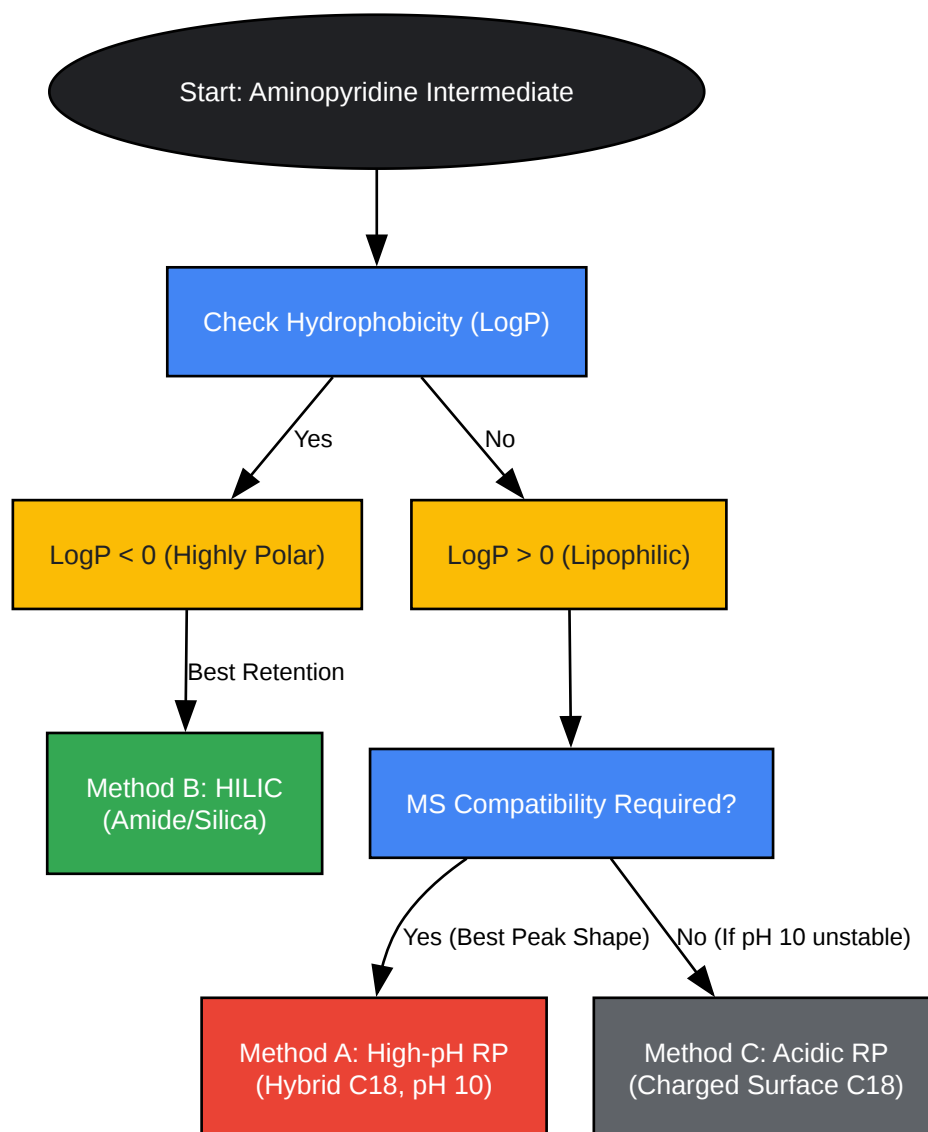 Start: Aminopyridine Intermediate
Check Hydrophobicity (LogP)
Yes
No
LogP < 0 (Highly Polar)
LogP > 0 (Lipophilic)
Best Retention
Method B: HILIC
(Amide/Silica)
MS Compatibility Required?
Yes (Best Peak Shape)
No (If pH 10 unstable)
Method A: High-pH RP
(Hybrid C18, pH 10)
Method C: Acidic RP
(Charged Surface C18)